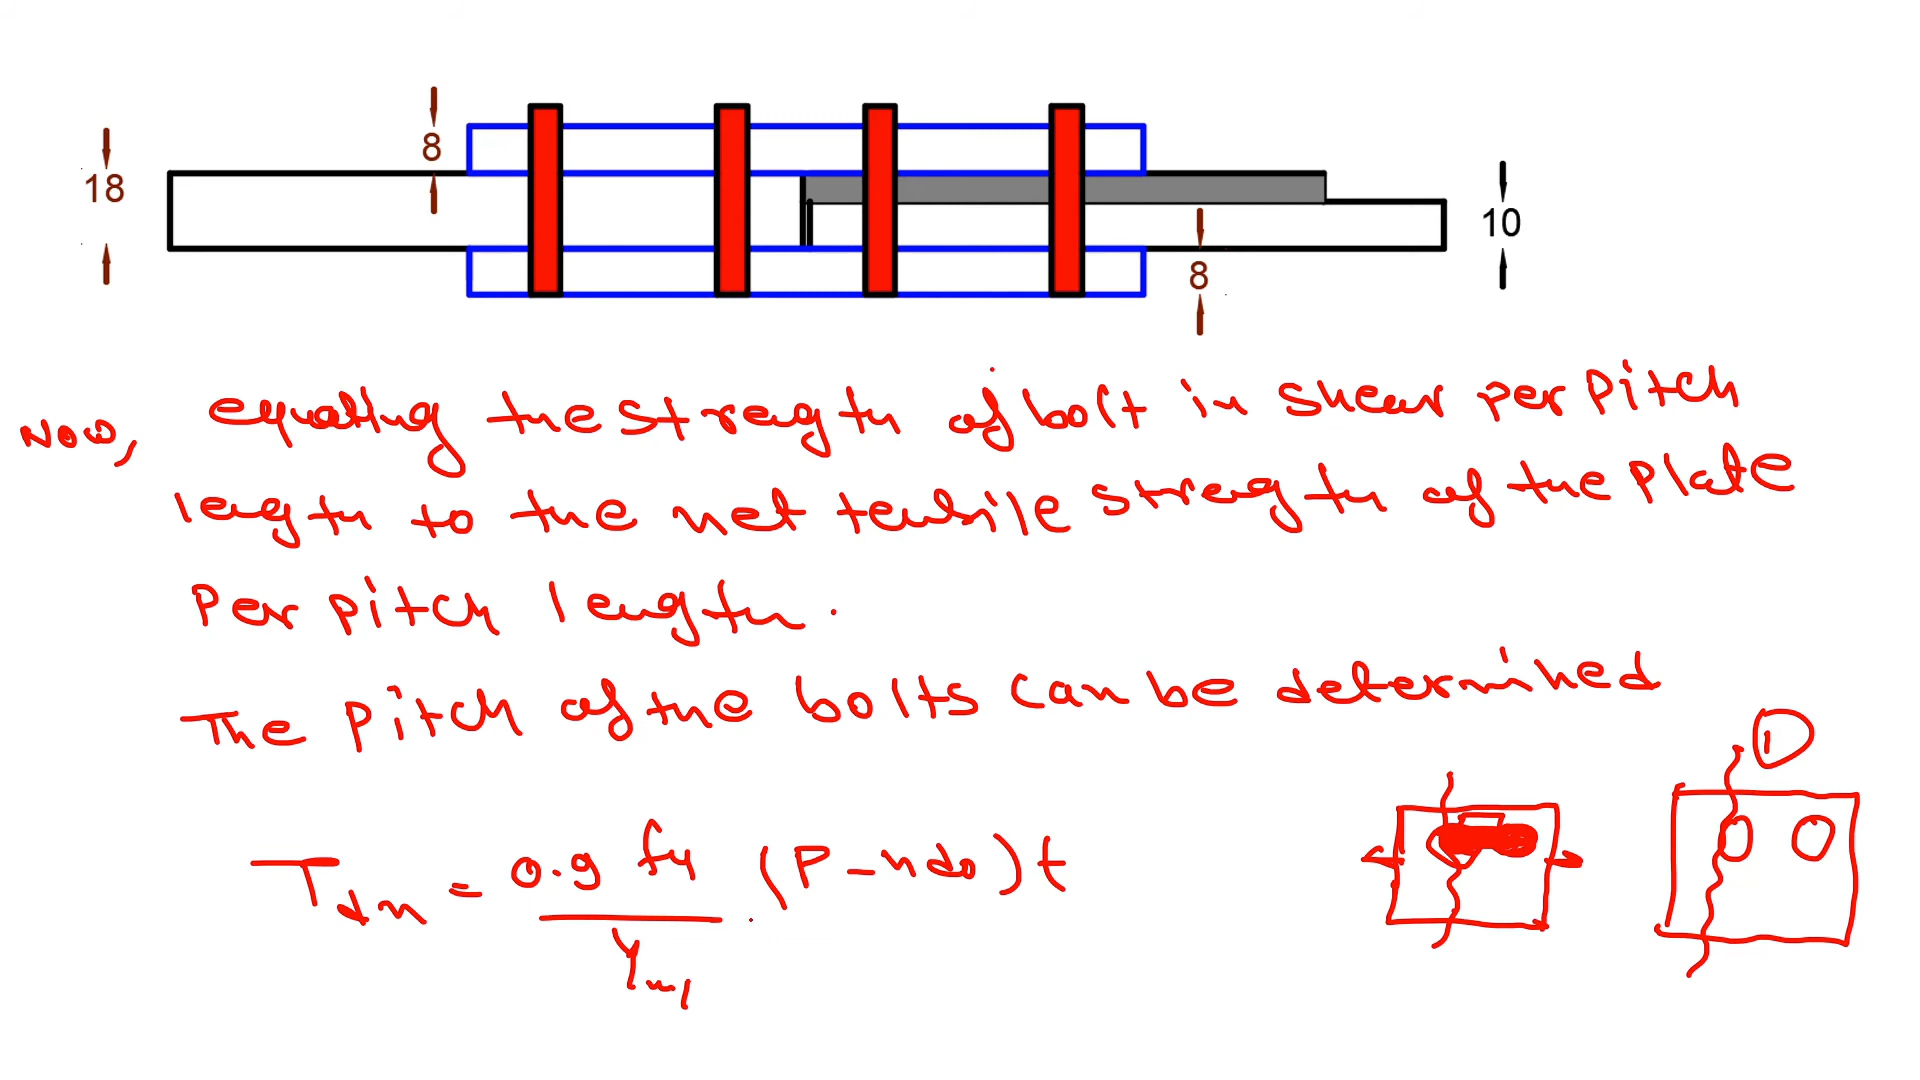 8
18
10
8
Now, equating the strength of bolt in shear per pitch
length to the net tensile strength of the plate
per pitch length.
The pitch of the bolts can be determined
1
Tdn = 0.9 fu / γm1 . (P - n do) t